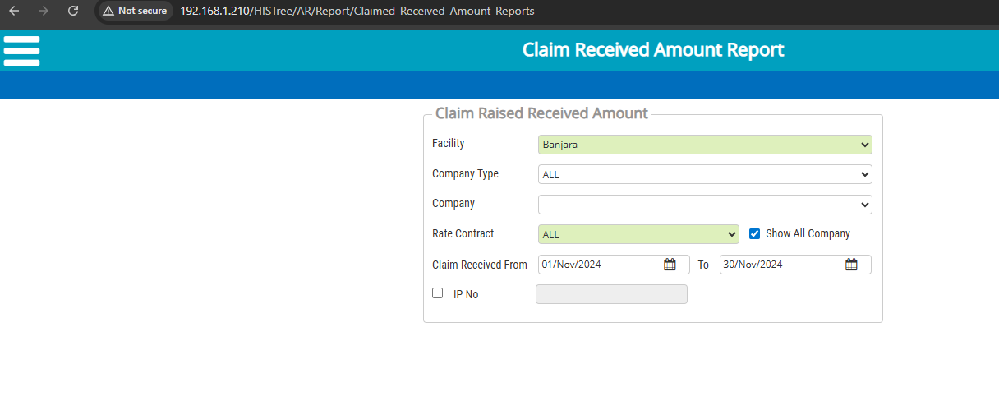 Not secure 192.168.1.210/HISTree/AR/Report/Claimed_Received_Amount_Reports
Claim Received Amount Report
Claim Raised Received Amount
Facility Banjara
Company Type ALL
Company
Rate Contract ALL Show All Company
Claim Received From 01/Nov/2024 To 30/Nov/2024
IP No